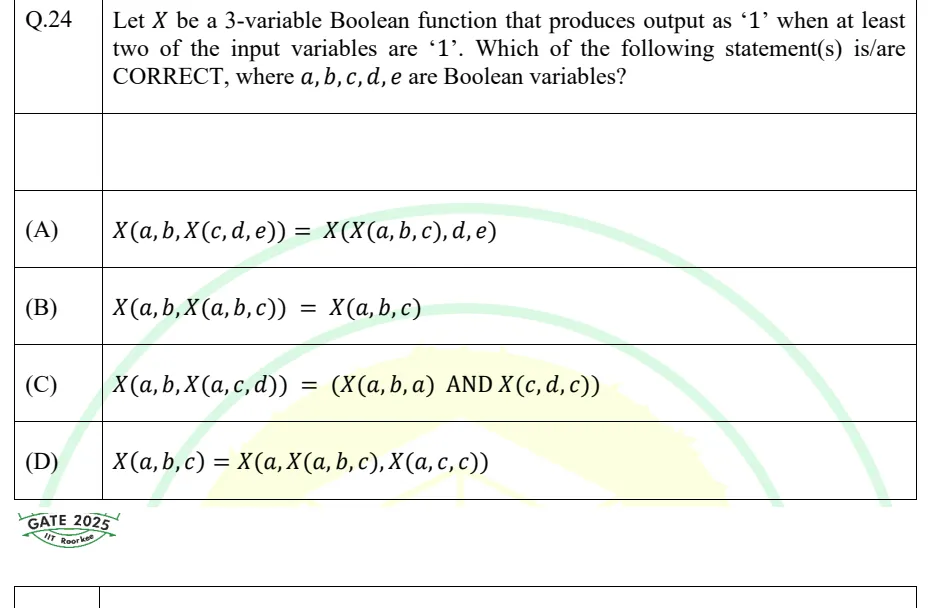 Q.24
Let X be a 3-variable Boolean function that produces output as ‘1’ when at least
two of the input variables are ‘1’. Which of the following statement(s) is/are
CORRECT, where a, b, c, d, e are Boolean variables?
(A) X(a, b, X(c, d, e)) = X(X(a, b, c), d, e)
(B) X(a, b, X(a, b, c)) = X(a, b, c)
(C) X(a, b, X(a, c, d)) = (X(a, b, a) AND X(c, d, c))
(D) X(a, b, c) = X(a, X(a, b, c), X(a, c, c))
GATE 2025
IIT Roorkee